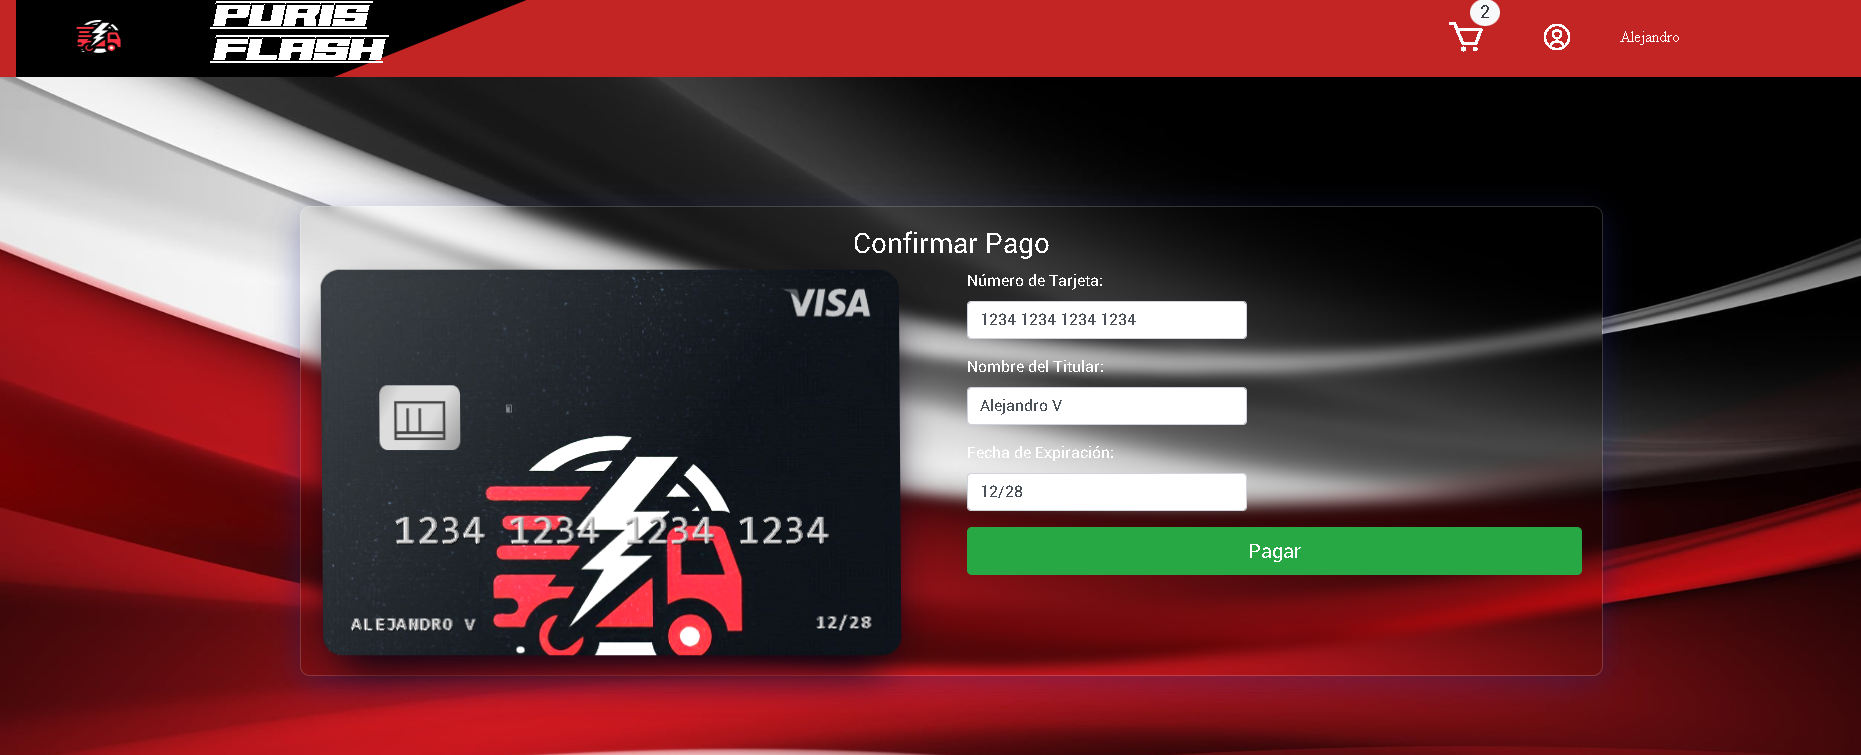 PURIS
FLASH
2
Alejandro
Confirmar Pago
VISA
1234 1234 1234 1234
ALEJANDRO V
12/28
Número de Tarjeta:
1234 1234 1234 1234
Nombre del Titular:
Alejandro V
Fecha de Expiración:
12/28
Pagar